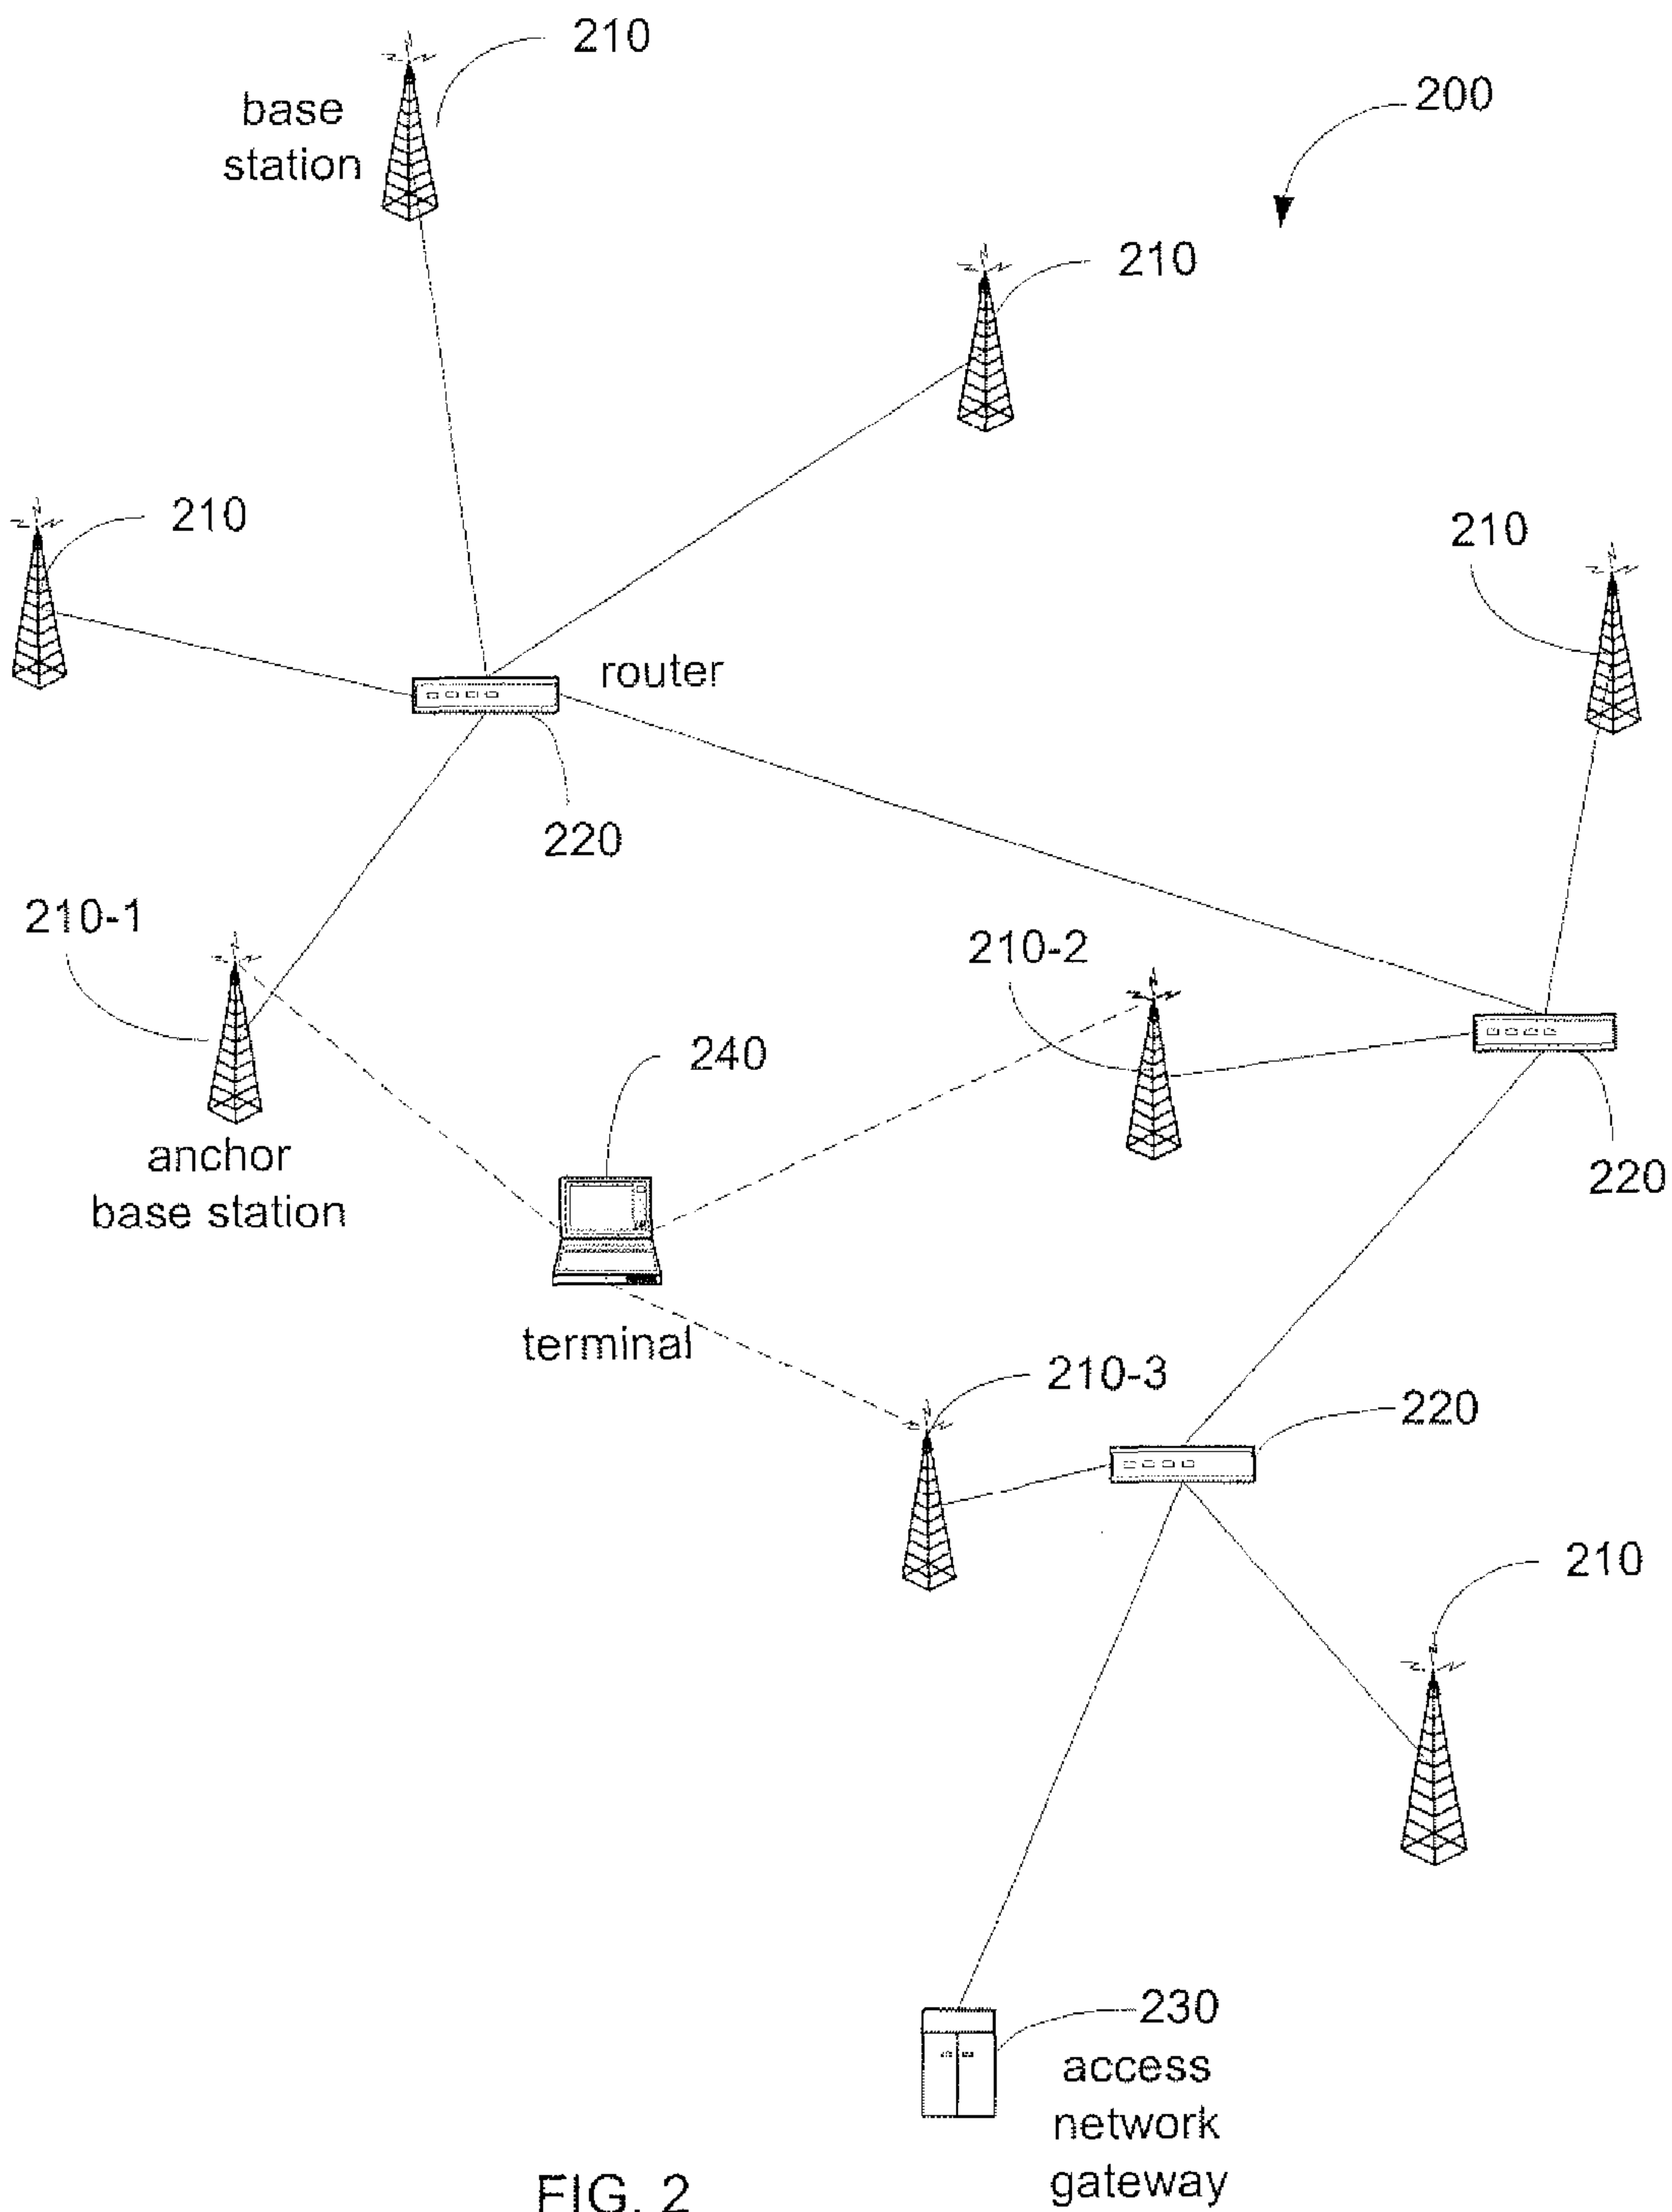 210
base
station
200
210
210
210
router
220
210-1
210-2
240
anchor
base station
220
terminal
210-3
220
210
230
access
network
gateway
FIG. 2